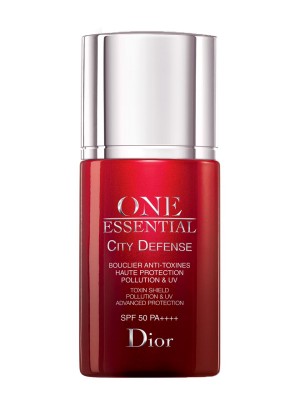 ONE
ESSENTIAL
CITY DEFENSE
BOUCLIER ANTI-TOXINES
HAUTE PROTECTION
POLLUTION & UV
TOXIN SHIELD
POLLUTION & UV
ADVANCED PROTECTION
SPF 50 PA++++
Dior